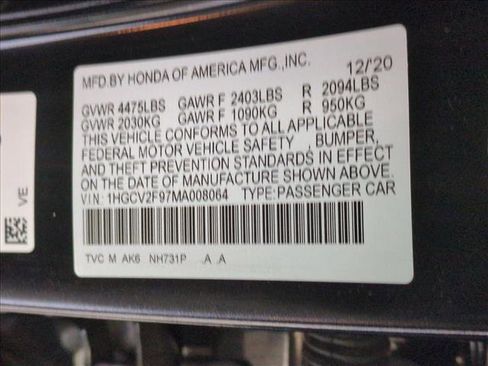 MFD.BY HONDA OF AMERICA MFG.,INC. 12/20
GVWR 4475LBS GAWR F 2403LBS R 2094LBS
GVWR 2030KG GAWR F 1090KG R 950KG
THIS VEHICLE CONFORMS TO ALL APPLICABLE
FEDERAL MOTOR VEHICLE SAFETY , BUMPER,
AND THEFT PREVENTION STANDARDS IN EFFECT
ON THE DATE OF MANUFACTURE SHOWN ABOVE.
VIN: 1HGCV2F97MA008064 TYPE:PASSENGER CAR
TVC M AK6 NH731P .A .A
VE